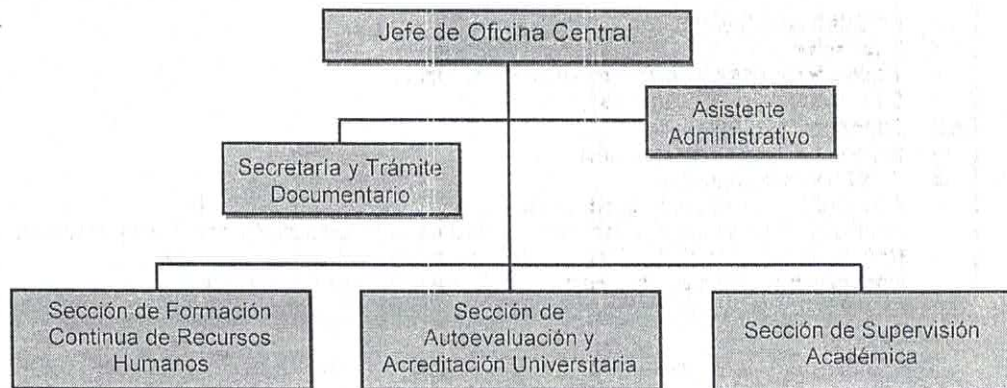 Jefe de Oficina Central
Asistente
Administrativo
Secretaría y Trámite
Documentario
Sección de Formación
Continua de Recursos
Humanos
Sección de
Autoevaluación y
Acreditación Universitaria
Sección de Supervisión
Académica